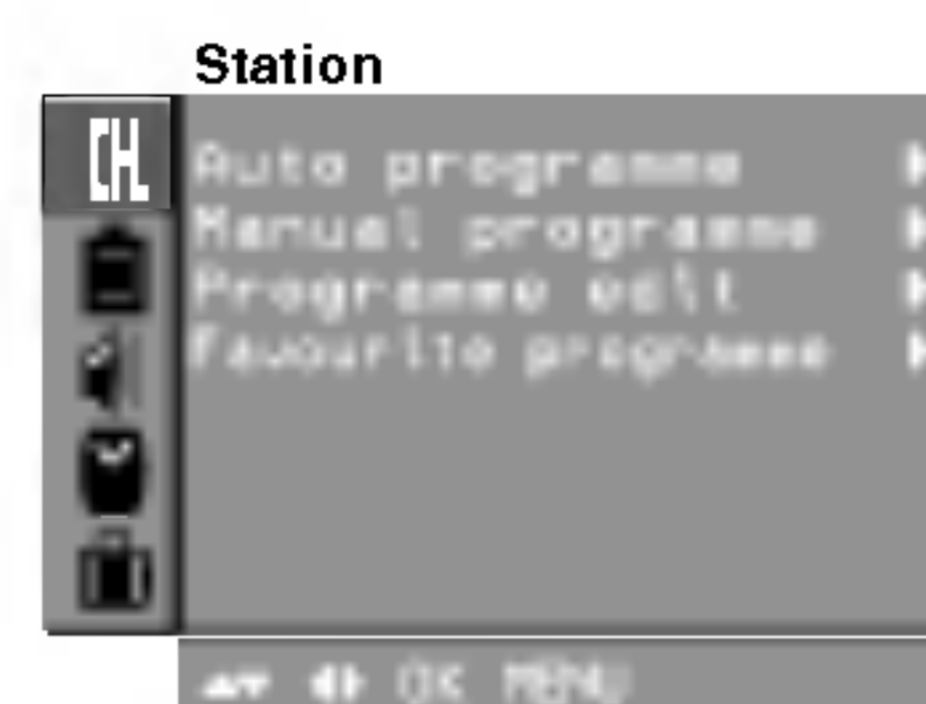 Station
CH
Auto programme
Manual programme
Programme edit
Favourite programme
OK MENU